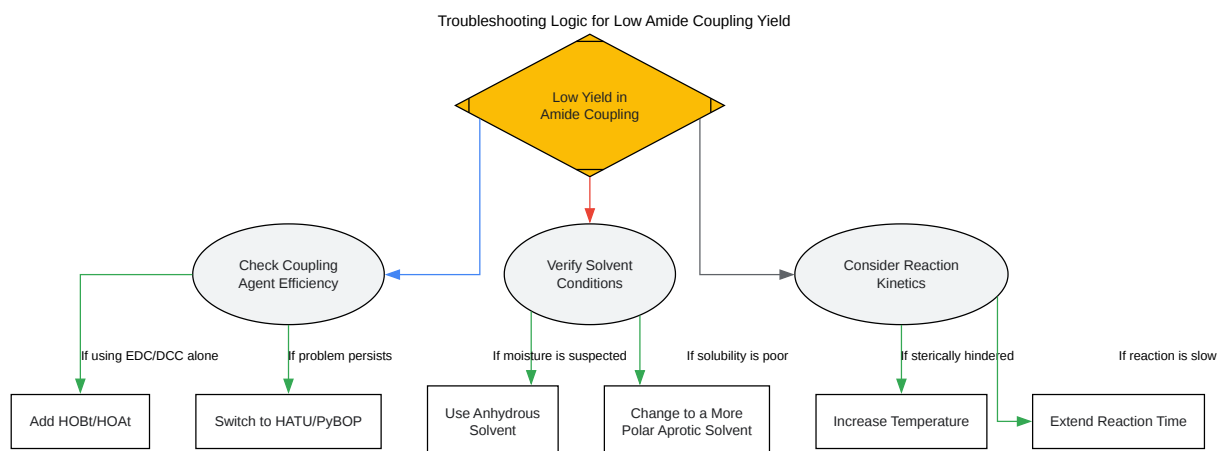 Troubleshooting Logic for Low Amide Coupling Yield
Low Yield in
Amide Coupling
Check Coupling
Agent Efficiency
Verify Solvent
Conditions
Consider Reaction
Kinetics
If using EDC/DCC alone
If problem persists
If moisture is suspected
If solubility is poor
If sterically hindered
If reaction is slow
Add HOBt/HOAt
Switch to HATU/PyBOP
Use Anhydrous
Solvent
Change to a More
Polar Aprotic Solvent
Increase Temperature
Extend Reaction Time